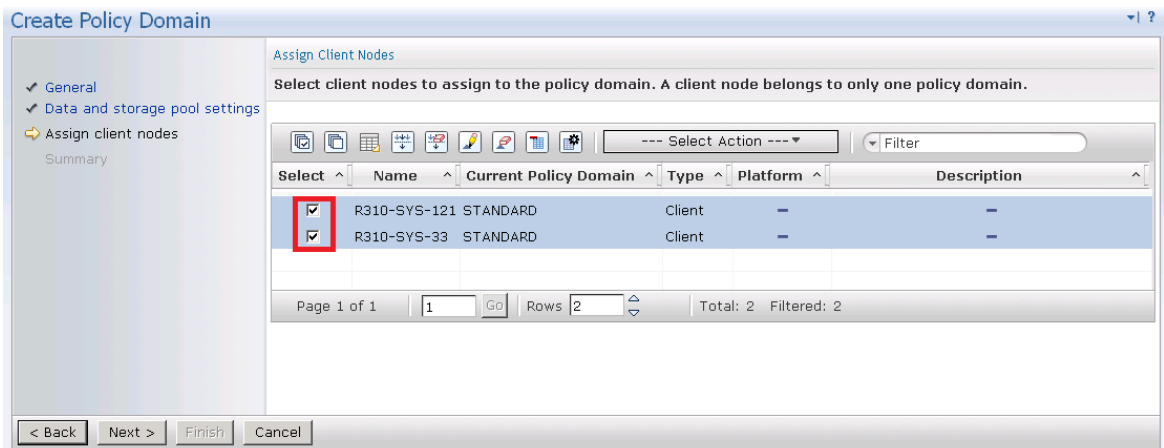 Create Policy Domain
?
General
Data and storage pool settings
Assign client nodes
Summary
Assign Client Nodes
Select client nodes to assign to the policy domain. A client node belongs to only one policy domain.
--- Select Action ---
Filter
Select ^ Name ^ Current Policy Domain ^ Type ^ Platform ^ Description ^
R310-SYS-121 STANDARD Client – –
R310-SYS-33 STANDARD Client – –
Page 1 of 1 1 Go Rows 2 Total: 2 Filtered: 2
< Back Next > Finish Cancel